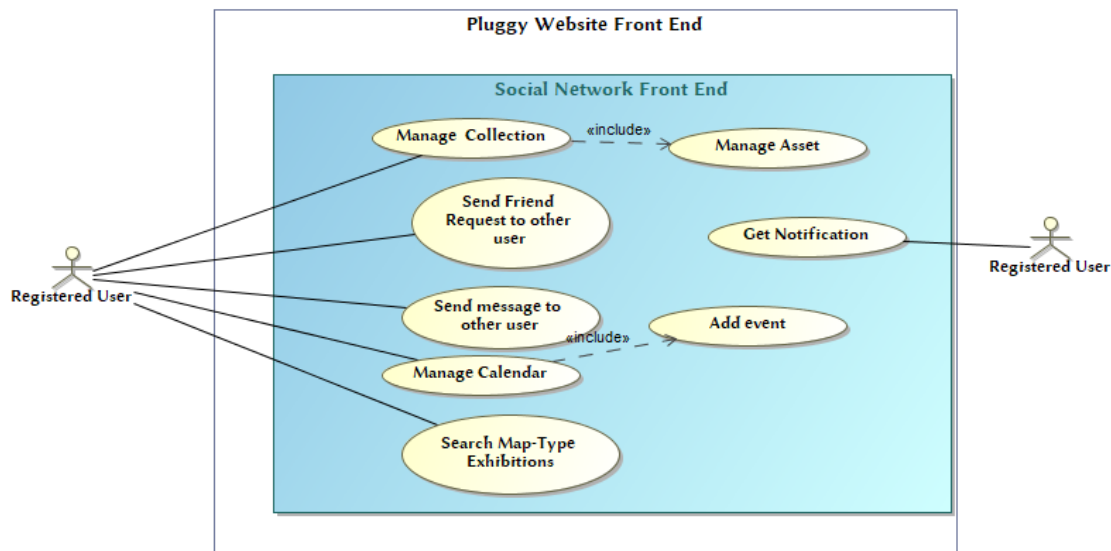 Pluggy Website Front End
Social Network Front End
Manage  Collection
«include»
Manage Asset
Send Friend
Request to other
user
Get Notification
Registered User
Registered User
Send message to
other user
Add event
«include»
Manage Calendar
Search Map-Type
Exhibitions